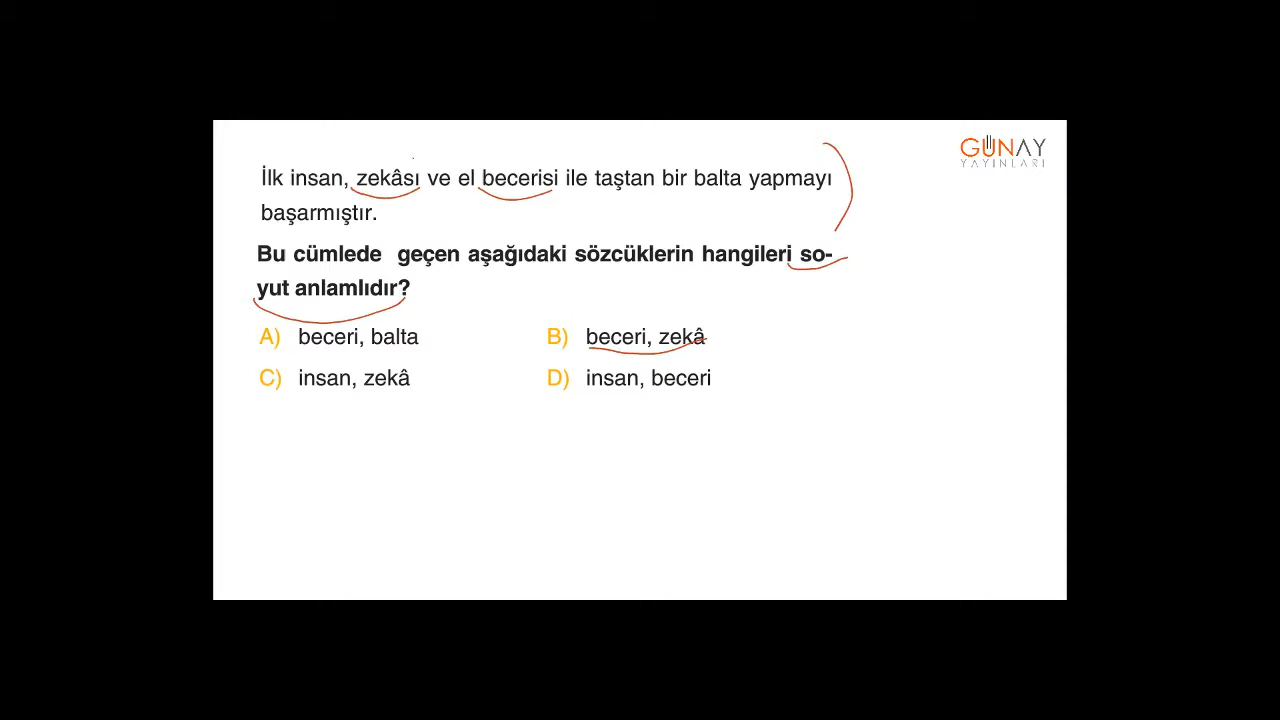 GÜNAY
YAYINLARI
İlk insan, zekâsı ve el becerisi ile taştan bir balta yapmayı
başarmıştır.
Bu cümlede geçen aşağıdaki sözcüklerin hangileri so-
yut anlamlıdır?
A) beceri, balta
B) beceri, zekâ
C) insan, zekâ
D) insan, beceri